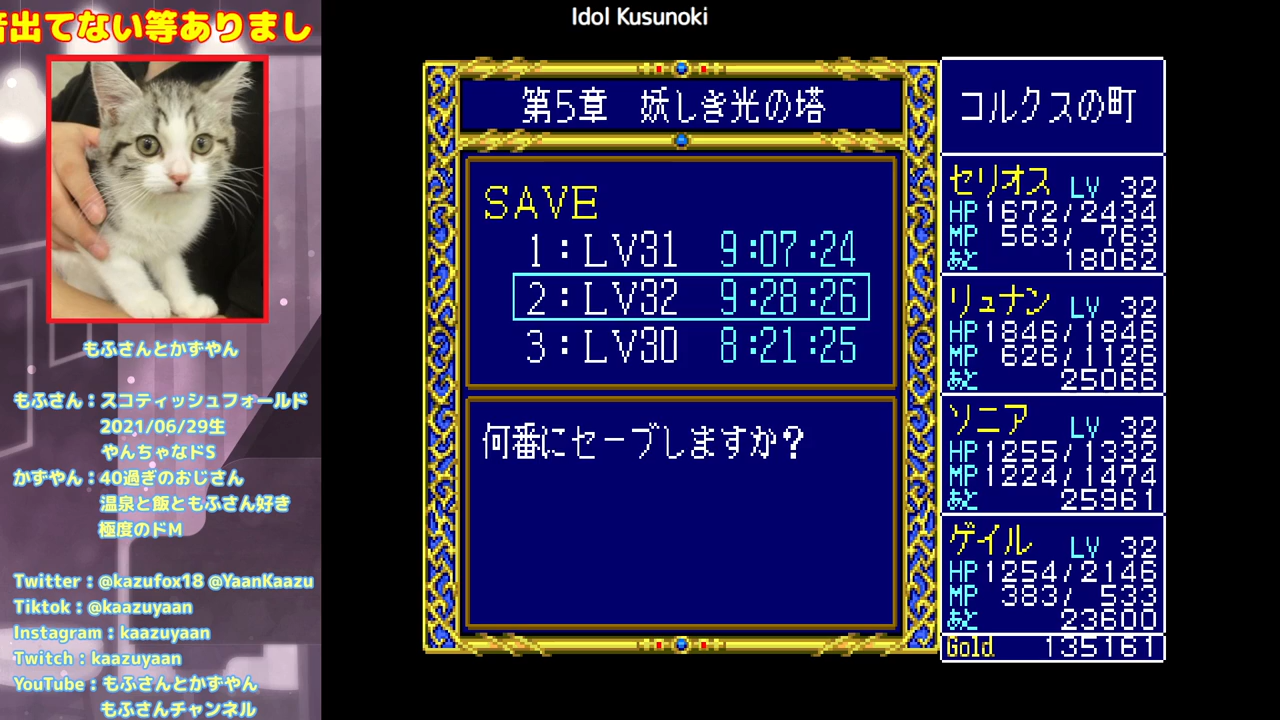 音出てない等ありまし
もふさんとかずやん
もふさん：スコティッシュフォールド
2021/06/29生
やんちゃなドS
かずやん：40過ぎのおじさん
温泉と飯ともふさん好き
極度のドM
Twitter：@kazufox18 @YaanKaazu
Tiktok：@kaazuyaan
Instagram：kaazuyaan
Twitch：kaazuyaan
YouTube：もふさんとかずやん
もふさんチャンネル
Idol Kusunoki
第5章　妖しき光の塔
SAVE
1：LV31　9:07:24
2：LV32　9:28:26
3：LV30　8:21:25
何番にセーブしますか？
コルクスの町
セリオス LV 32
HP1672/2434
MP 563/ 763
あと 18062
リュナン LV 32
HP1846/1846
MP 626/1126
あと 25066
ソニア LV 32
HP1255/1332
MP1224/1474
あと 25961
ゲイル LV 32
HP1254/2146
MP 383/ 533
あと 23600
Gold 135161